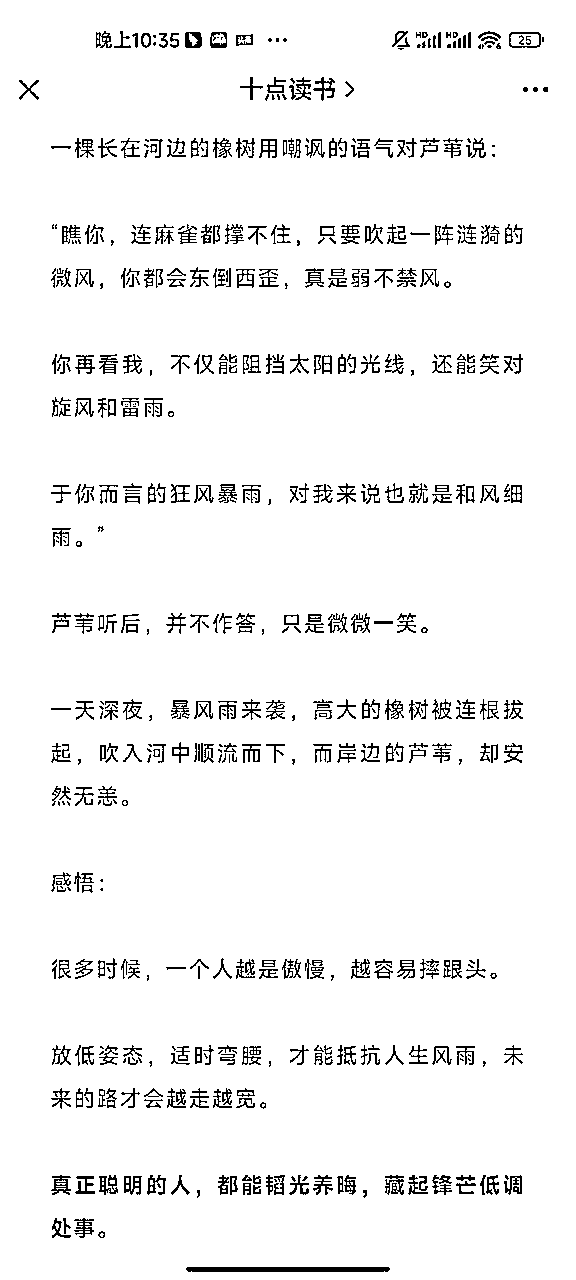 晚上10:35
25
十点读书 >
一棵长在河边的橡树用嘲讽的语气对芦苇说：
“瞧你，连麻雀都撑不住，只要吹起一阵涟漪的
微风，你都会东倒西歪，真是弱不禁风。
你再看我，不仅能阻挡太阳的光线，还能笑对
旋风和雷雨。
于你而言的狂风暴雨，对我来说也就是和风细
雨。”
芦苇听后，并不作答，只是微微一笑。
一天深夜，暴风雨来袭，高大的橡树被连根拔
起，吹入河中顺流而下，而岸边的芦苇，却安
然无恙。
感悟：
很多时候，一个人越是傲慢，越容易摔跟头。
放低姿态，适时弯腰，才能抵抗人生风雨，未
来的路才会越走越宽。
真正聪明的人，都能韬光养晦，藏起锋芒低调
处事。